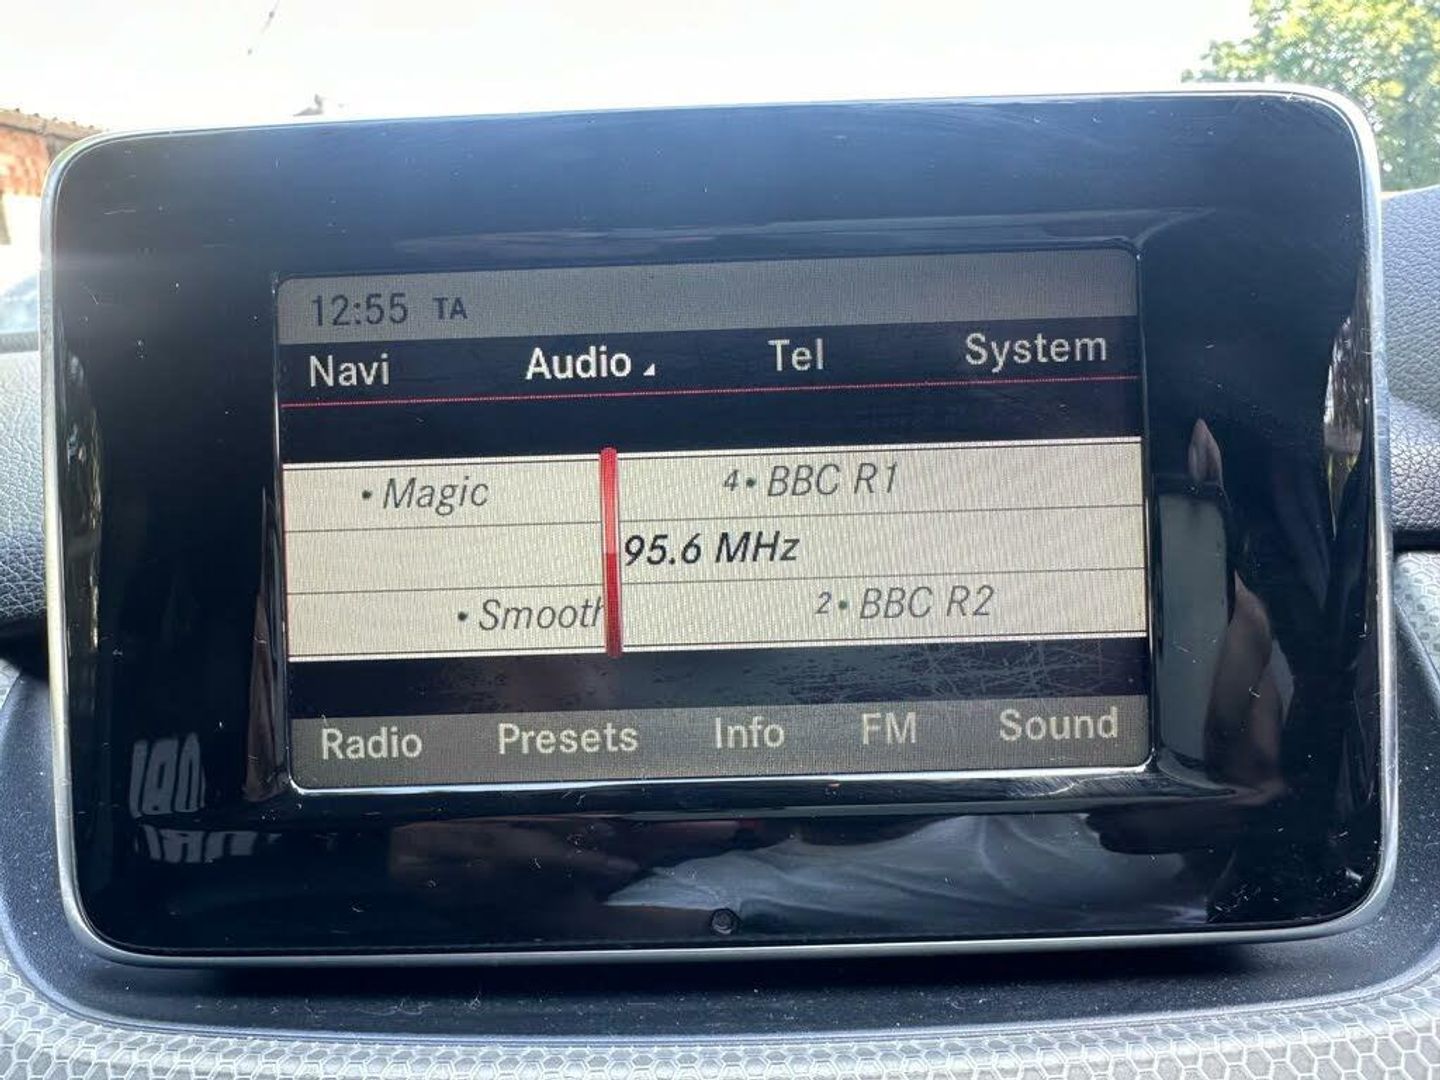 12:55 TA
Navi Audio Tel System
• Magic 4• BBC R1
95.6 MHz
• Smooth 2• BBC R2
Radio Presets Info FM Sound